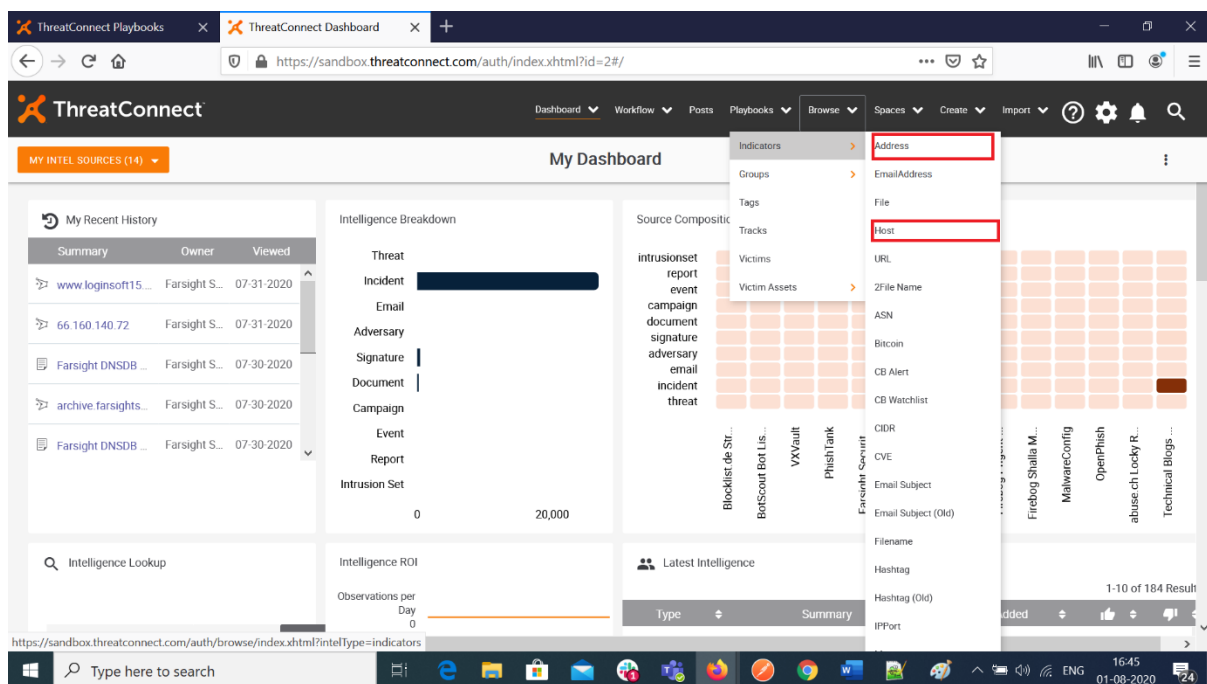 ThreatConnect Playbooks
ThreatConnect Dashboard
https://sandbox.threatconnect.com/auth/index.xhtml?id=2#/
ThreatConnect
Dashboard
Workflow
Posts
Playbooks
Browse
Spaces
Create
Import
MY INTEL SOURCES (14)
My Dashboard
Indicators
Groups
Tags
Tracks
Victims
Victim Assets
Address
EmailAddress
File
Host
URL
2File Name
ASN
Bitcoin
CB Alert
CB Watchlist
CIDR
CVE
Email Subject
Email Subject (Old)
Filename
Hashtag
Hashtag (Old)
IPPort
My Recent History
Summary Owner Viewed
www.loginsoft15... Farsight S... 07-31-2020
66.160.140.72 Farsight S... 07-31-2020
Farsight DNSDB ... Farsight S... 07-30-2020
archive.farsights... Farsight S... 07-30-2020
Farsight DNSDB ... Farsight S... 07-30-2020
Intelligence Breakdown
Threat
Incident
Email
Adversary
Signature
Document
Campaign
Event
Report
Intrusion Set
0 20,000
Source Compositio
intrusionset
report
event
campaign
document
signature
adversary
email
incident
threat
Blocklist.de Str...
BotScout Bot Lis...
VXVault
PhishTank
Farsight Securit
Firebog Shalla M...
MalwareConfig
OpenPhish
abuse.ch Locky R...
Technical Blogs ...
Intelligence Lookup
Intelligence ROI
Observations per
Day
0
Latest Intelligence
1-10 of 184 Result
Type Summary Added
https://sandbox.threatconnect.com/auth/browse/index.xhtml?intelType=indicators
Type here to search
ENG
16:45
01-08-2020
24